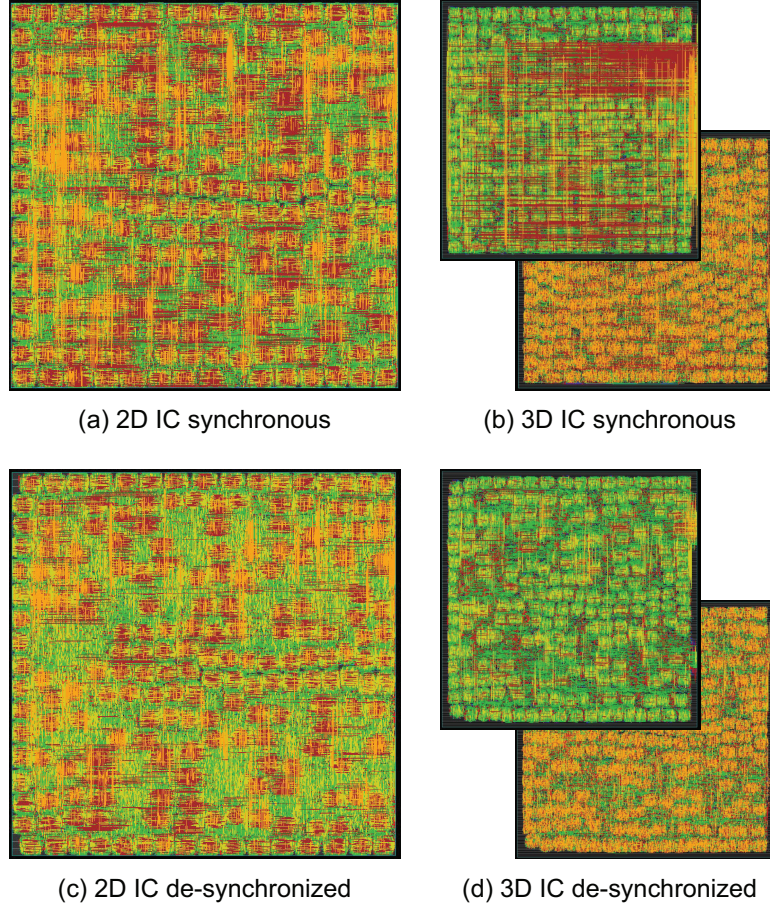 (a) 2D IC synchronous
(b) 3D IC synchronous
(c) 2D IC de-synchronized
(d) 3D IC de-synchronized